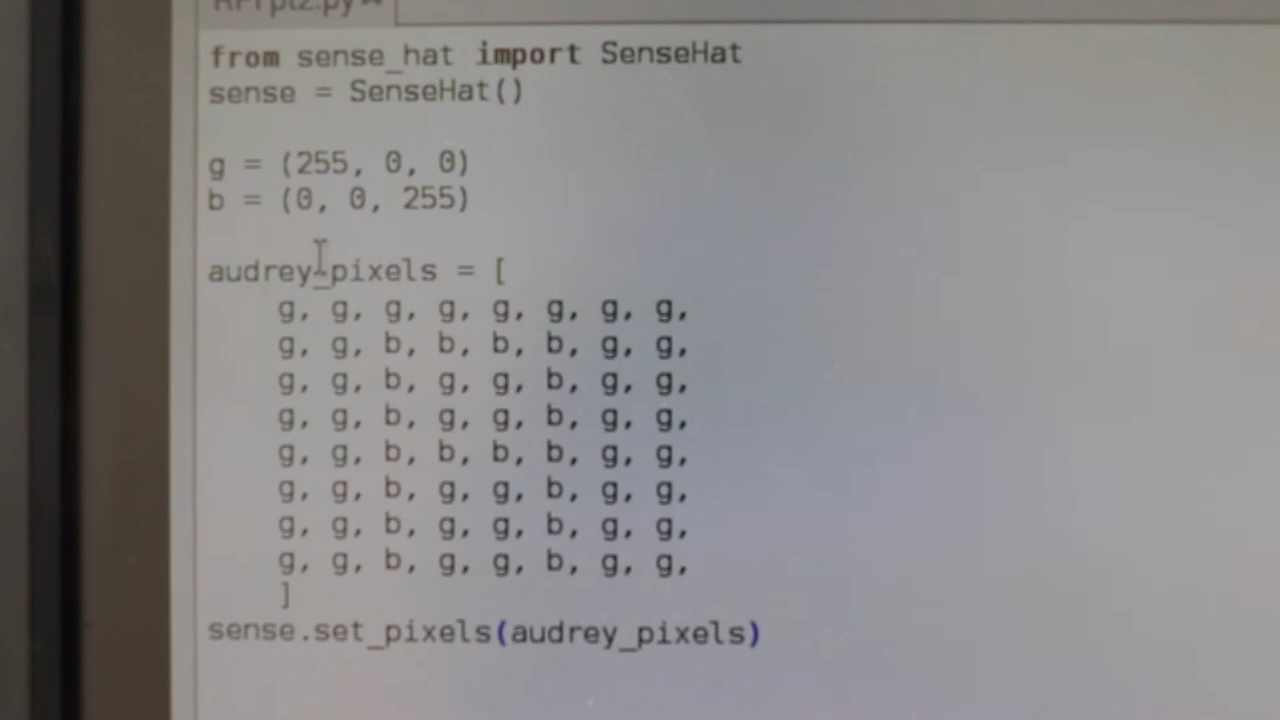 from sense_hat import SenseHat
sense = SenseHat()
g = (255, 0, 0)
b = (0, 0, 255)
audrey_pixels = [
g, g, g, g, g, g, g, g,
g, g, b, b, b, b, g, g,
g, g, b, g, g, b, g, g,
g, g, b, g, g, b, g, g,
g, g, b, b, b, b, g, g,
g, g, b, g, g, b, g, g,
g, g, b, g, g, b, g, g,
g, g, b, g, g, b, g, g,
]
sense.set_pixels(audrey_pixels)